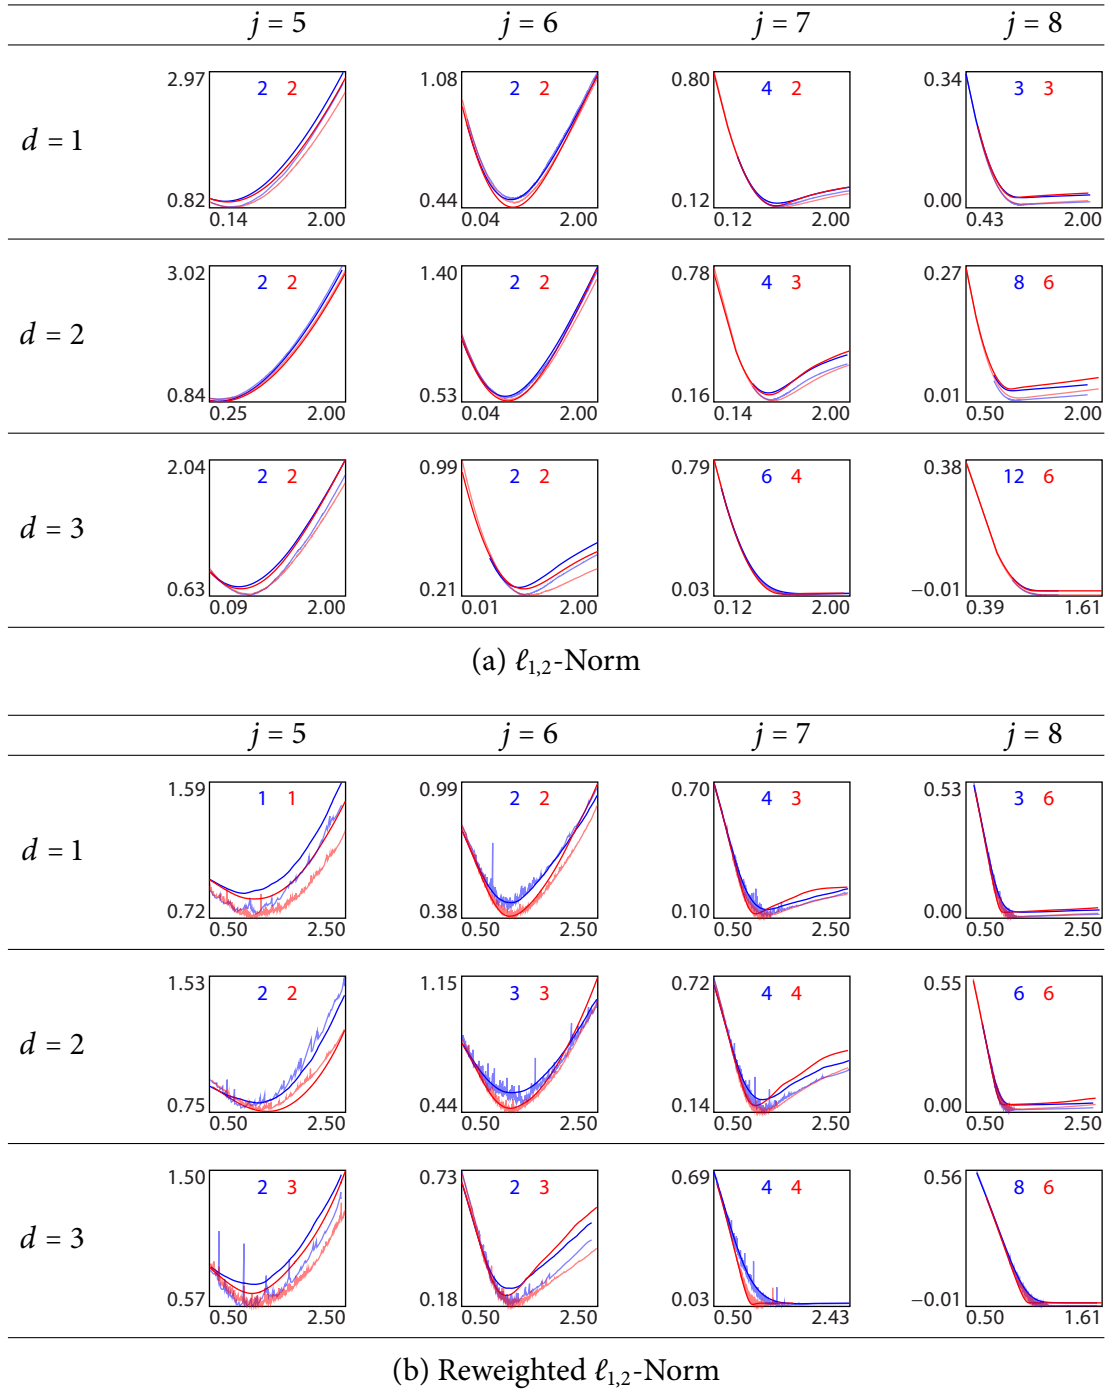 j = 5 j = 6 j = 7 j = 8
2.97 2 2 1.08 2 2 0.80 4 2 0.34 3 3
d = 1
0.82 0.44 0.12 0.00
0.14 2.00 0.04 2.00 0.12 2.00 0.43 2.00
3.02 2 2 1.40 2 2 0.78 4 3 0.27 8 6
d = 2
0.84 0.53 0.16 0.01
0.25 2.00 0.04 2.00 0.14 2.00 0.50 2.00
2.04 2 2 0.99 2 2 0.79 6 4 0.38 12 6
d = 3
0.63 0.21 0.03 −0.01
0.09 2.00 0.01 2.00 0.12 2.00 0.39 1.61
(a) ℓ1,2-Norm
j = 5 j = 6 j = 7 j = 8
1.59 1 1 0.99 2 2 0.70 4 3 0.53 3 6
d = 1
0.72 0.38 0.10 0.00
0.50 2.50 0.50 2.50 0.50 2.50 0.50 2.50
1.53 2 2 1.15 3 3 0.72 4 4 0.55 6 6
d = 2
0.75 0.44 0.14 0.00
0.50 2.50 0.50 2.50 0.50 2.50 0.50 2.50
1.50 2 3 0.73 2 3 0.69 4 4 0.56 8 6
d = 3
0.57 0.18 0.03 −0.01
0.50 2.50 0.50 2.50 0.50 2.43 0.50 1.61
(b) Reweighted ℓ1,2-Norm